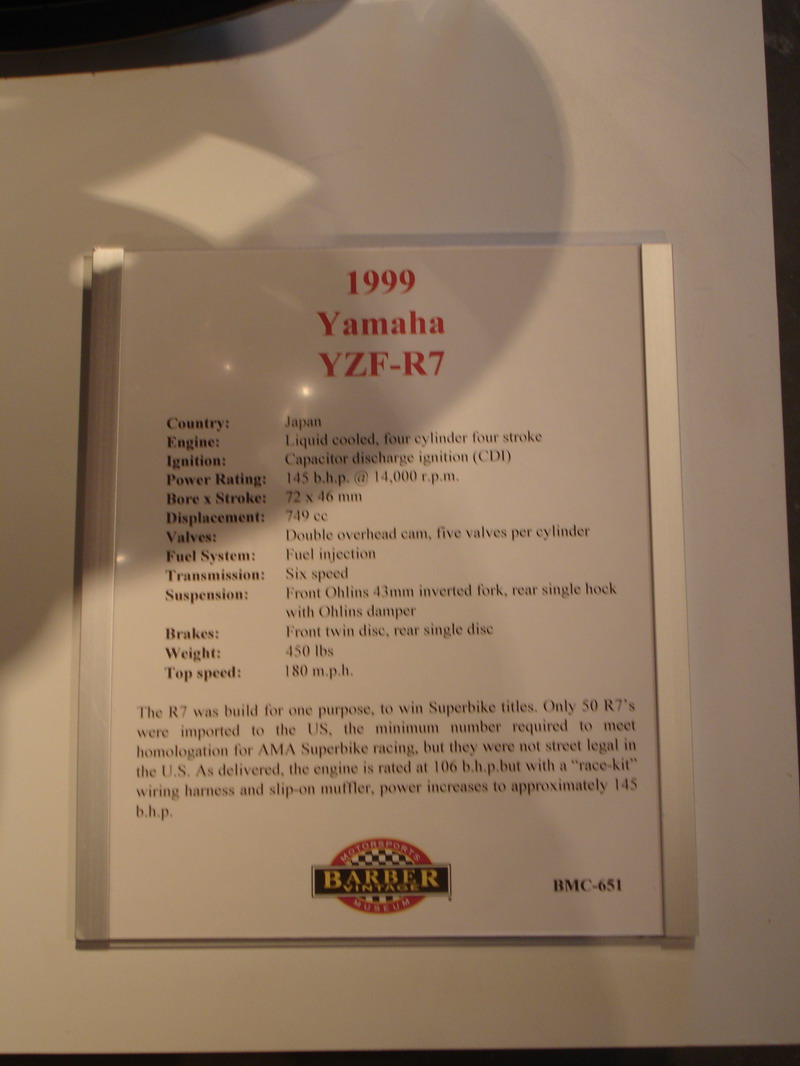 1999
Yamaha
YZF-R7
Country: Japan
Engine: Liquid cooled, four cylinder four stroke
Ignition: Capacitor discharge ignition (CDI)
Power Rating: 145 b.h.p. @ 14,000 r.p.m.
Bore x Stroke: 72 x 46 mm
Displacement: 749 cc
Valves: Double overhead cam, five valves per cylinder
Fuel System: Fuel injection
Transmission: Six speed
Suspension: Front Ohlins 43mm inverted fork, rear single hock
with Ohlins damper
Brakes: Front twin disc, rear single disc
Weight: 450 lbs
Top speed: 180 m.p.h.
The R7 was build for one purpose, to win Superbike titles. Only 50 R7's
were imported to the US, the minimum number required to meet
homologation for AMA Superbike racing, but they were not street legal in
the U.S. As delivered, the engine is rated at 106 b.h.p.but with a "race-kit"
wiring harness and slip-on muffler, power increases to approximately 145
b.h.p.
MOTORSPORTS
BARBER
VINTAGE
MUSEUM
BMC-651